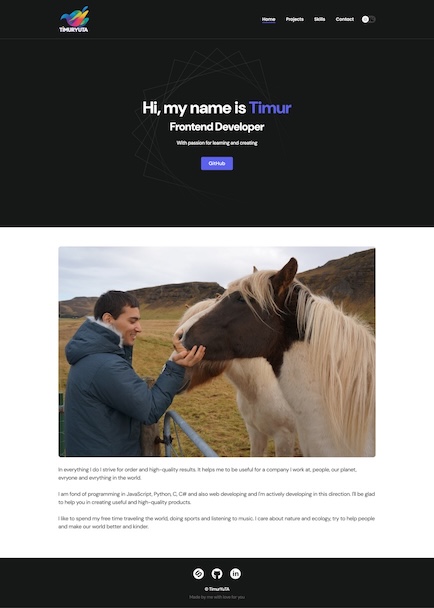 TIMURYUTA
Home Projects Skills Contact
Hi, my name is Timur
Frontend Developer
With passion for learning and creating
GitHub
In everything I do I strive for order and high-quality results. It helps me to be useful for a company I work at, people, our planet,
evryone and evrything in the world.
I am fond of programming in JavaScript, Python, C, C# and also web developing and I'm actively developing in this direction. I'll be glad
to help you in creating useful and high-quality products.
I like to spend my free time traveling the world, doing sports and listening to music. I care about nature and ecology, try to help people
and make our world better and kinder.
in
© TimurYuTA
Made by me with love for you